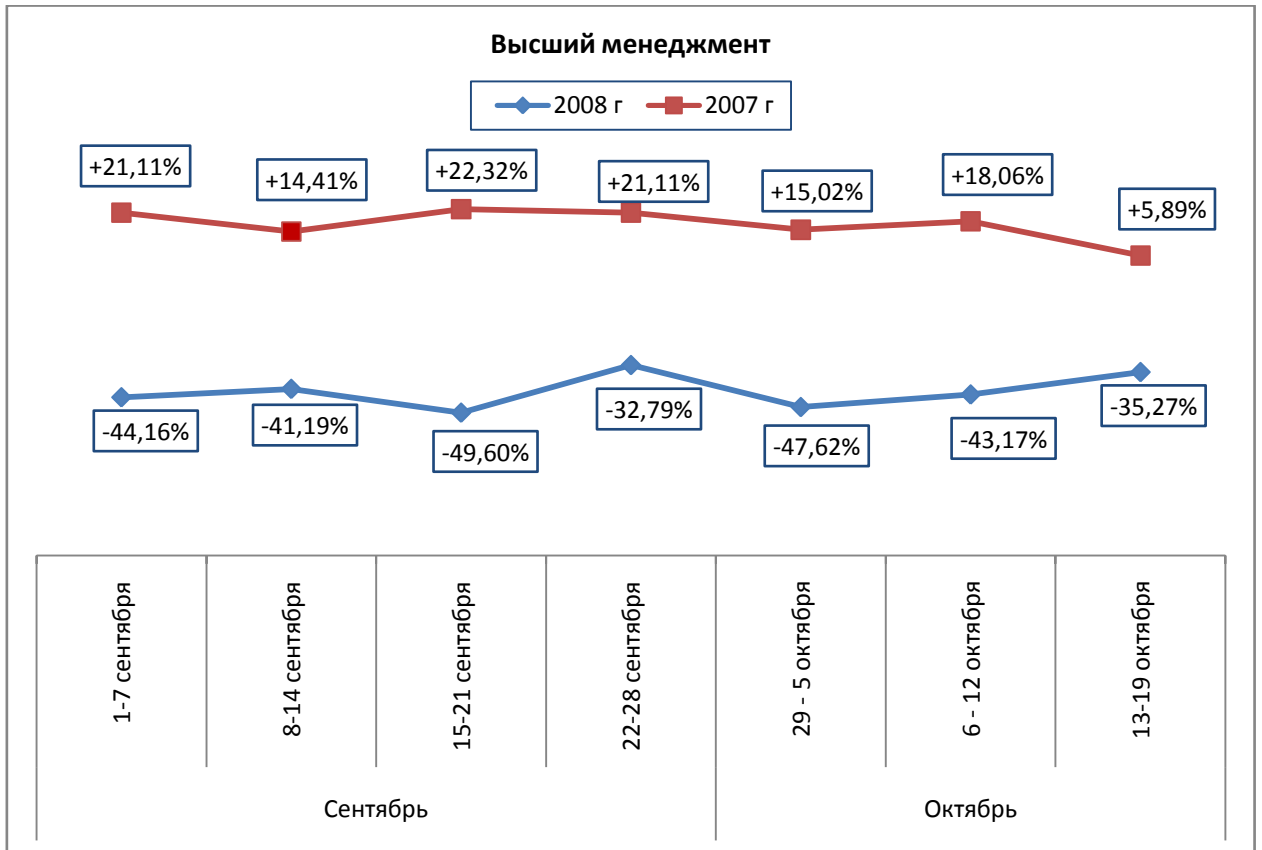 Высший менеджмент
2008 г 2007 г
+21,11% +14,41% +22,32% +21,11% +15,02% +18,06% +5,89%
-44,16% -41,19% -49,60% -32,79% -47,62% -43,17% -35,27%
1-7 сентября
8-14 сентября
15-21 сентября
22-28 сентября
29 - 5 октября
6 - 12 октября
13-19 октября
Сентябрь Октябрь